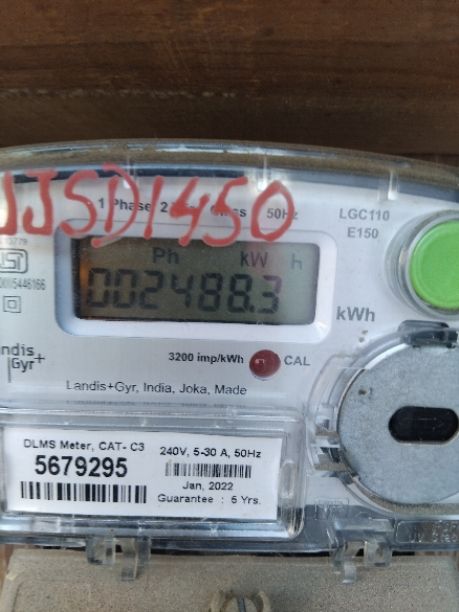 JJSD1450
1 Phase 2 50Hz
LGC110
E150
Ph kW h
002488.3
kWh
3200 imp/kWh CAL
Landis+Gyr, India, Joka, Made
DLMS Meter, CAT- C3
5679295
240V, 5-30 A, 50Hz
Jan, 2022
Guarantee : 5 Yrs.